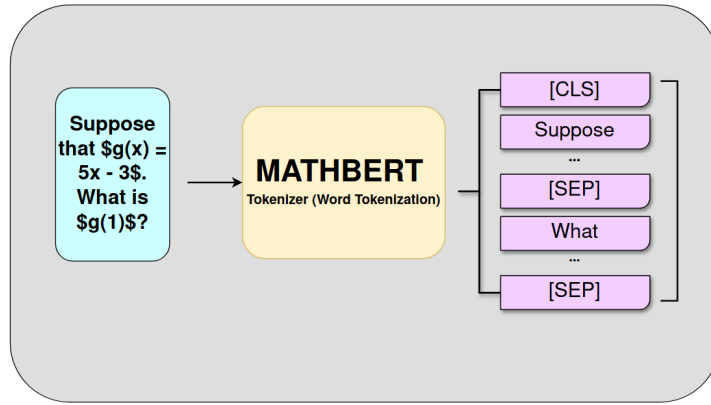 Suppose
that $g(x) =
5x - 3$.
What is
$g(1)$?
MATHBERT
Tokenizer (Word Tokenization)
[CLS]
Suppose
...
[SEP]
What
...
[SEP]